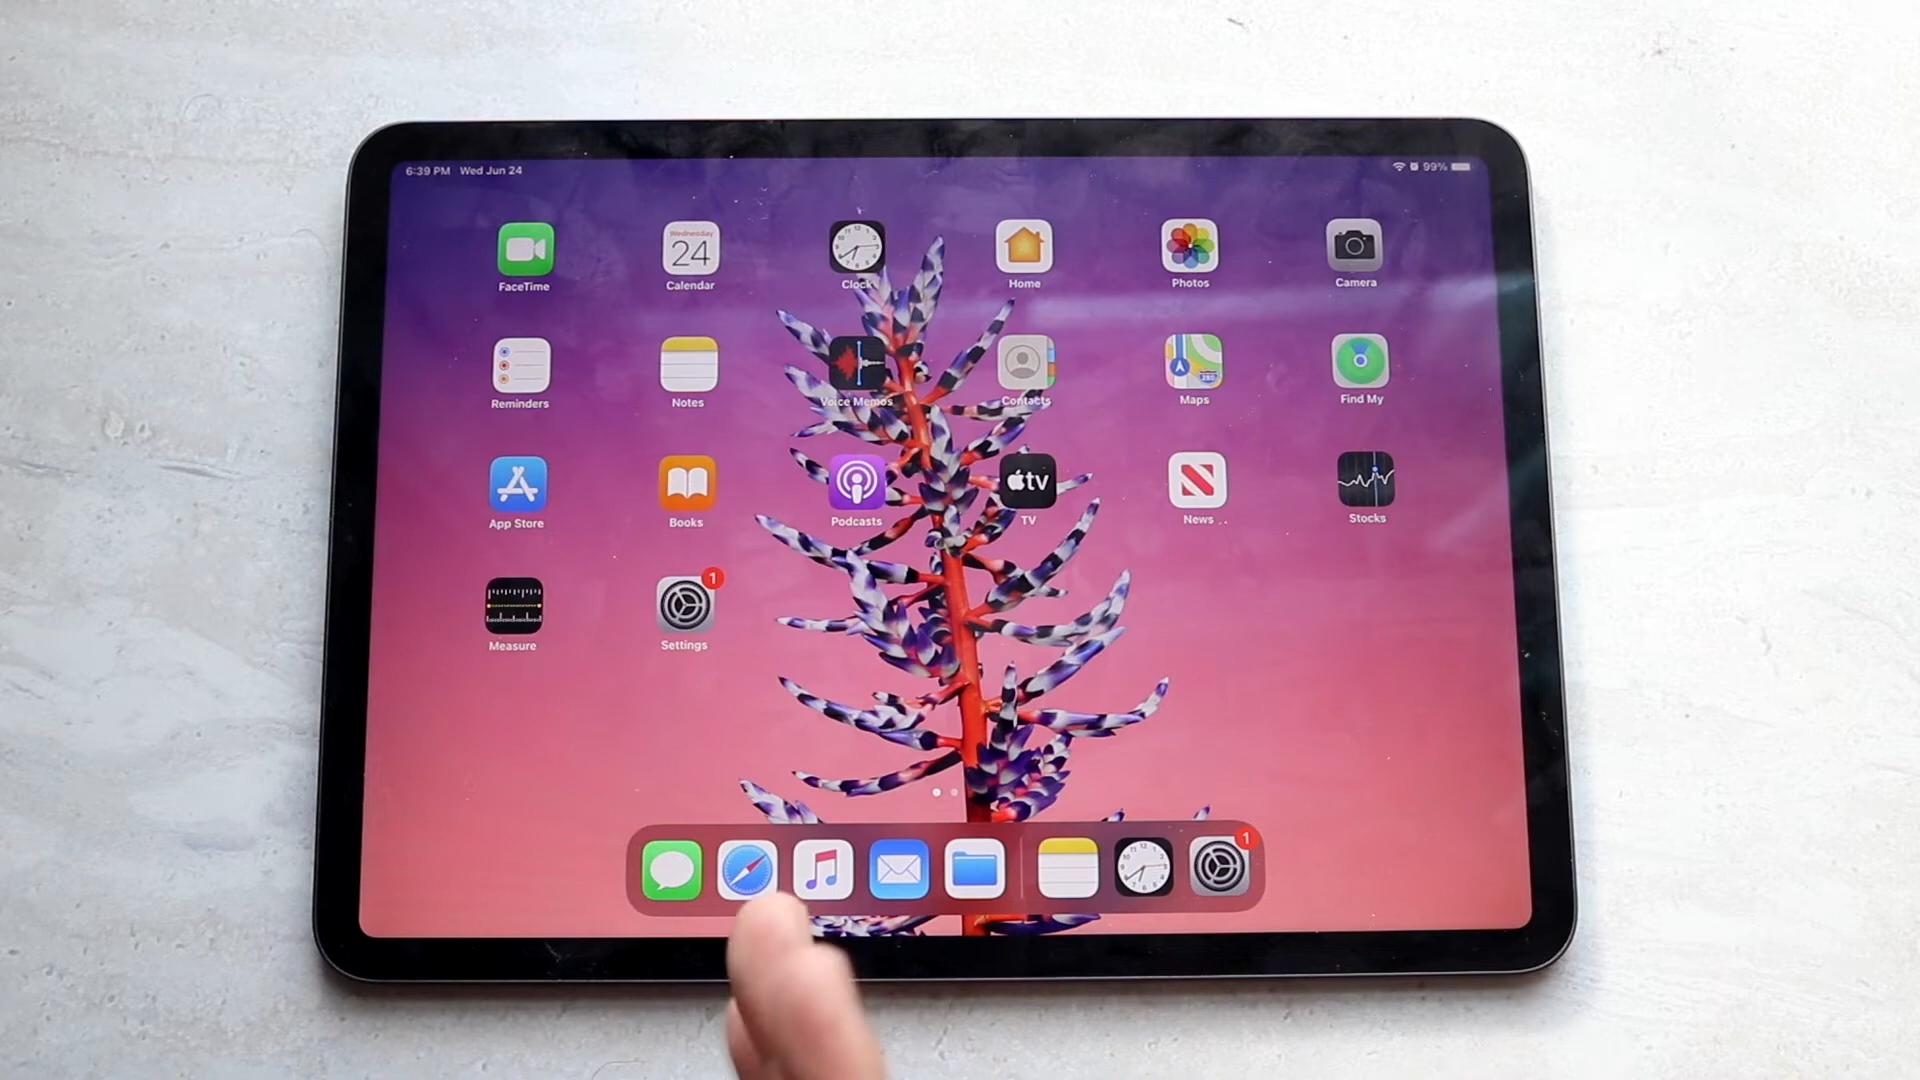 6:39 PM Wed Jun 24
99%
Wednesday
24
FaceTime
Calendar
Clock
Home
Photos
Camera
280
Reminders
Notes
Voice Memos
Contacts
Maps
Find My
tv
App Store
Books
Podcasts
TV
News
Stocks
1
Measure
Settings
1